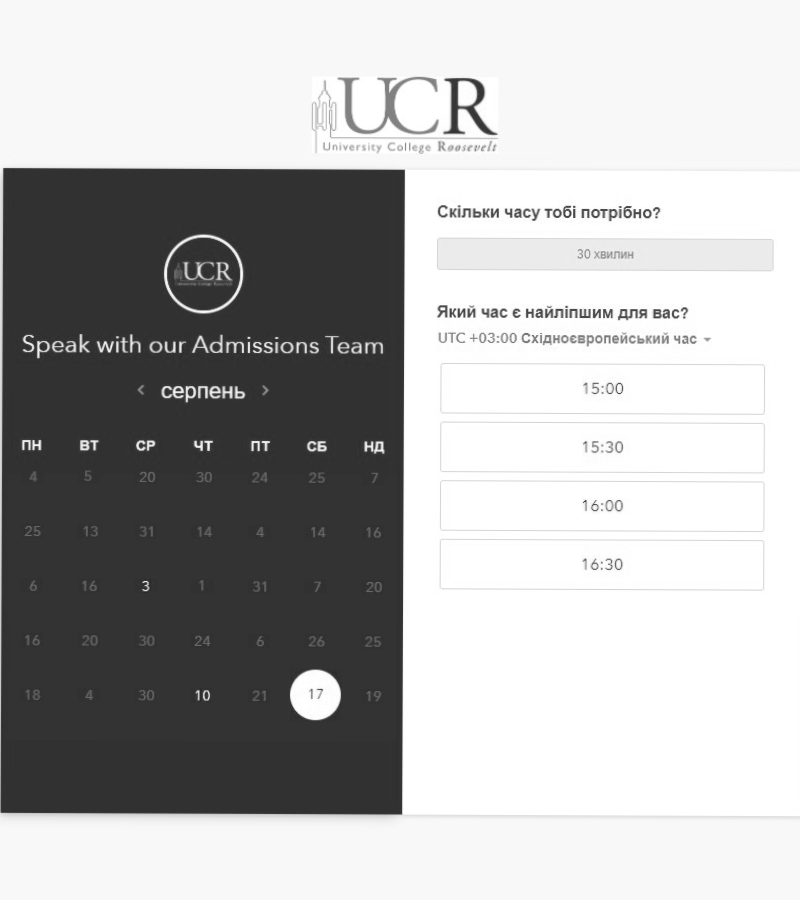 UCR
University College Roosevelt
UCR
Speak with our Admissions Team
< серпень >
ПН ВТ СР ЧТ ПТ СБ НД
4 5 20 30 24 25 7
25 13 31 14 4 14 16
6 16 3 1 31 7 20
16 20 30 24 6 26 25
18 4 30 10 21 17 19
Скільки часу тобі потрібно?
30 хвилин
Який час є найліпшим для вас?
UTC +03:00 Східноєвропейський час
15:00
15:30
16:00
16:30